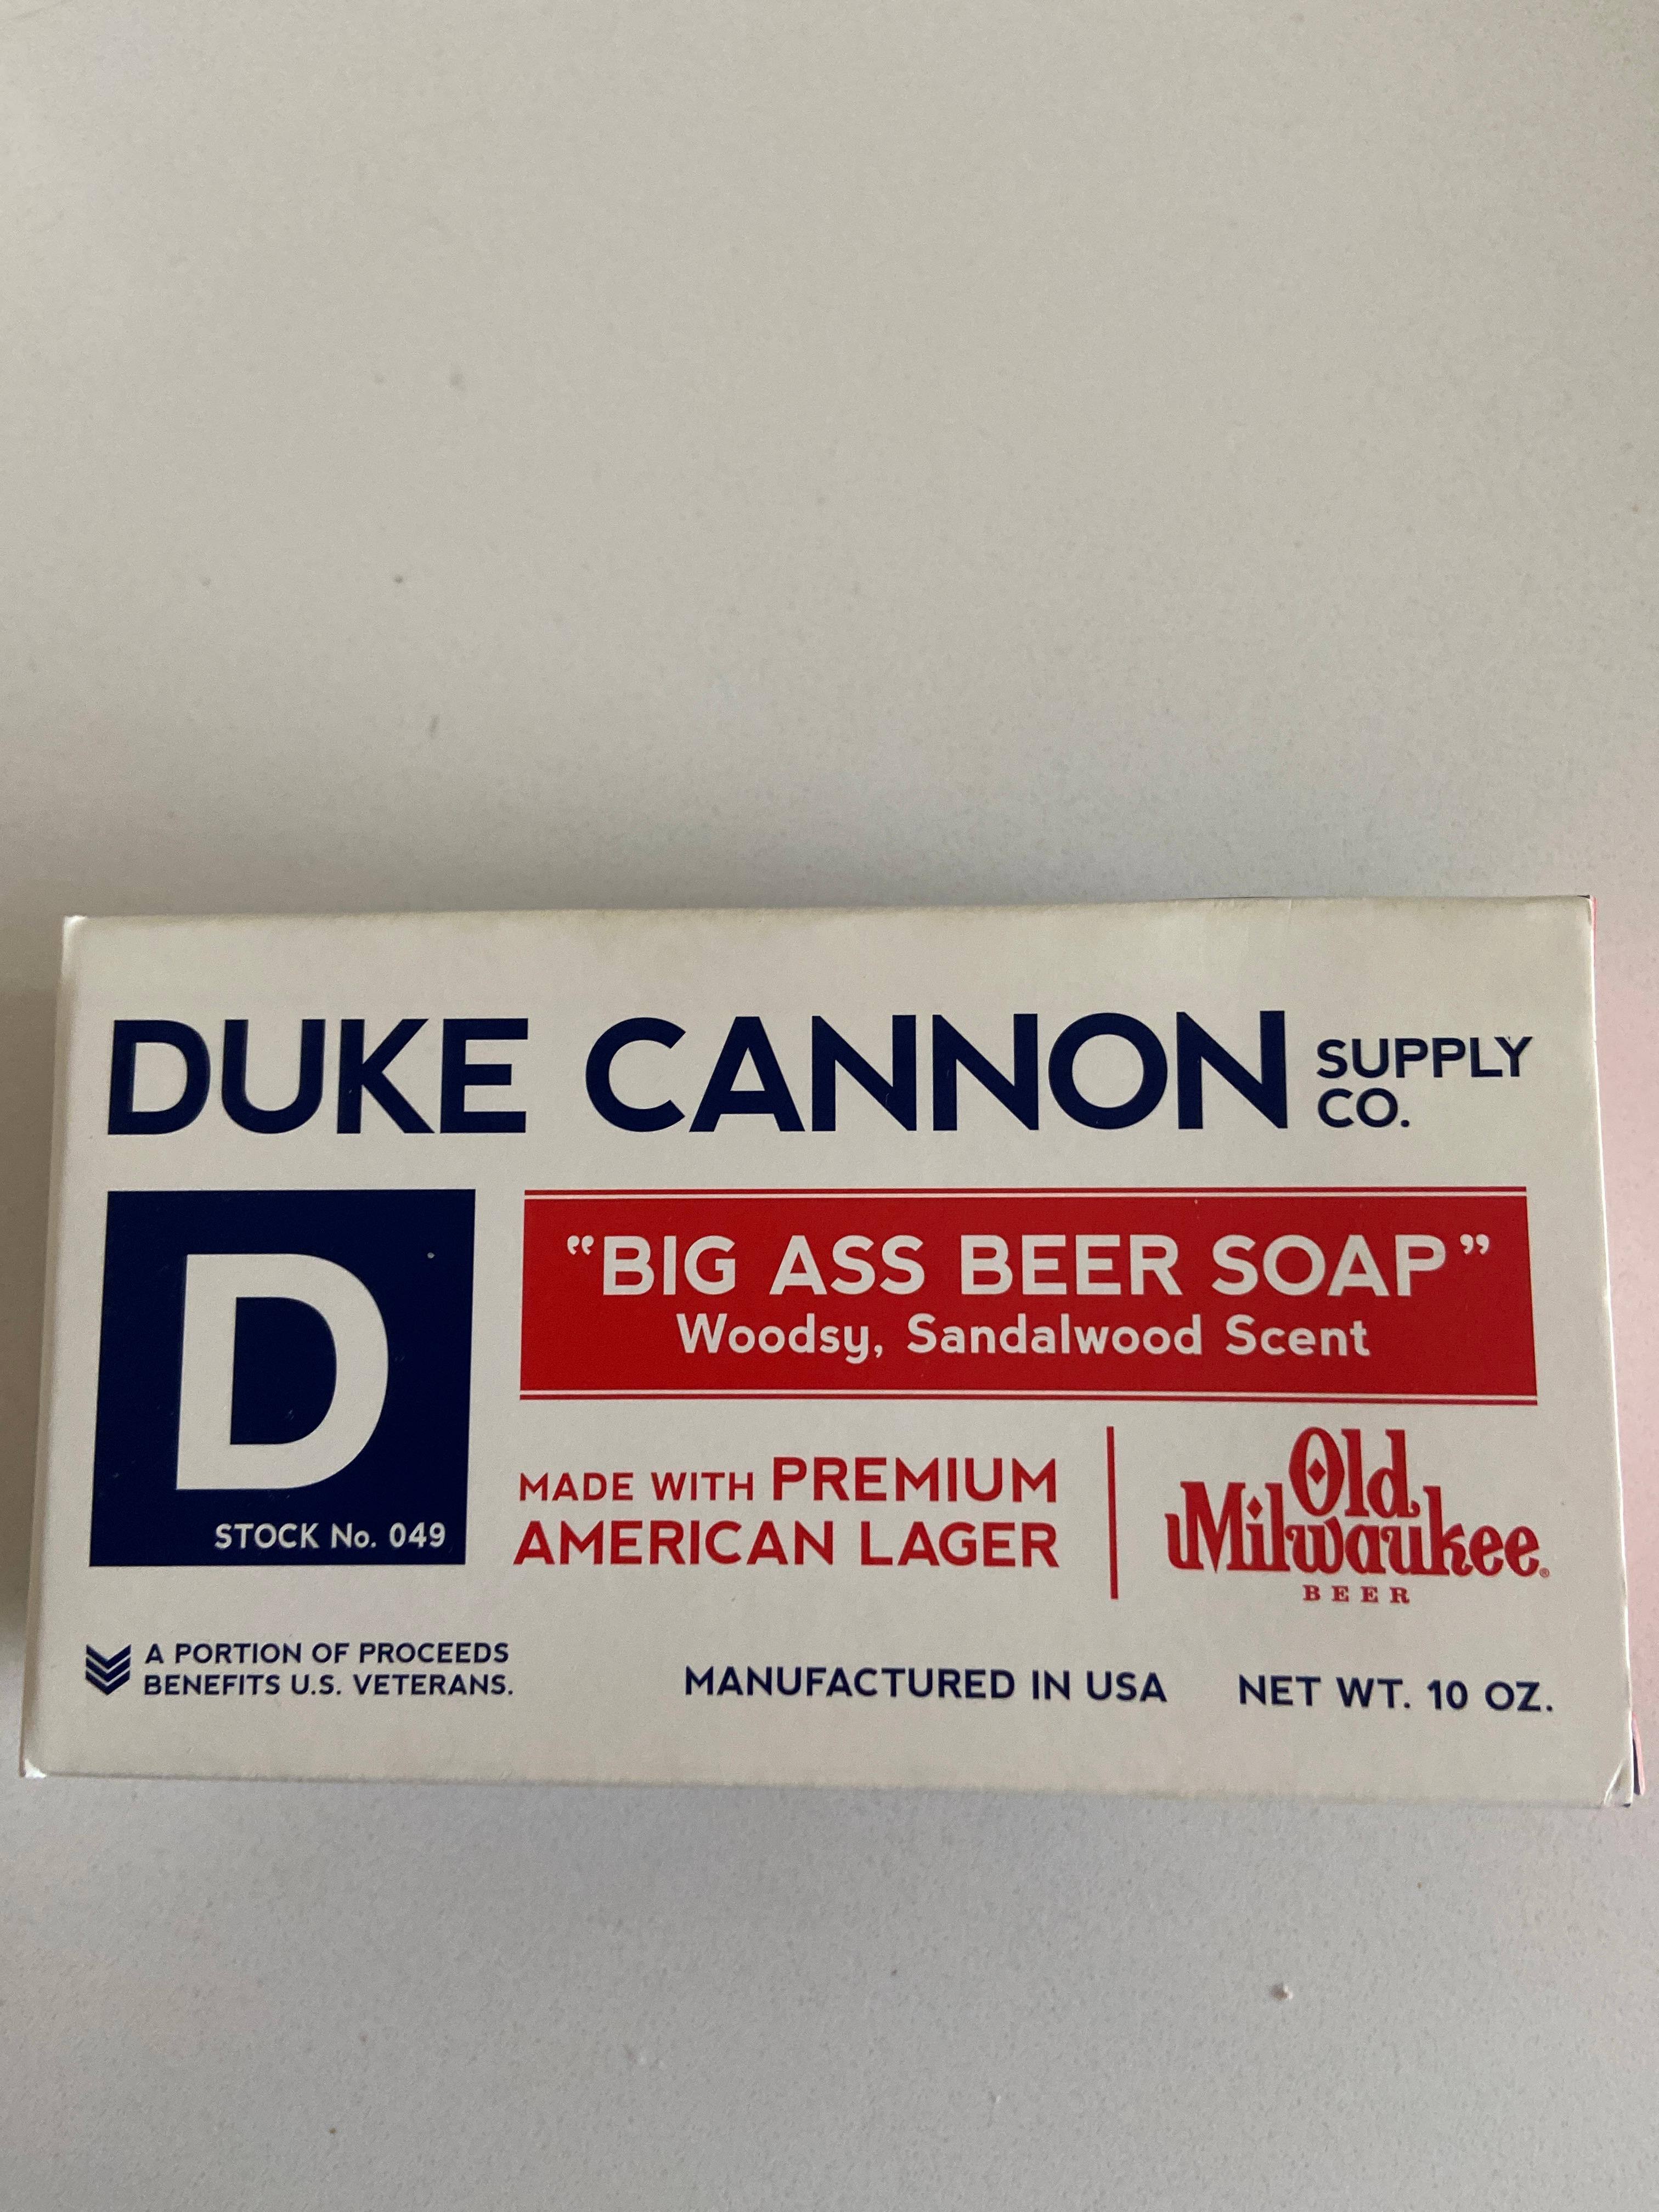 DUKE CANNON SUPPLY CO.
D
STOCK No. 049
“BIG ASS BEER SOAP”
Woodsy, Sandalwood Scent
MADE WITH PREMIUM
AMERICAN LAGER
Old
Milwaukee®
BEER
A PORTION OF PROCEEDS
BENEFITS U.S. VETERANS.
MANUFACTURED IN USA
NET WT. 10 OZ.